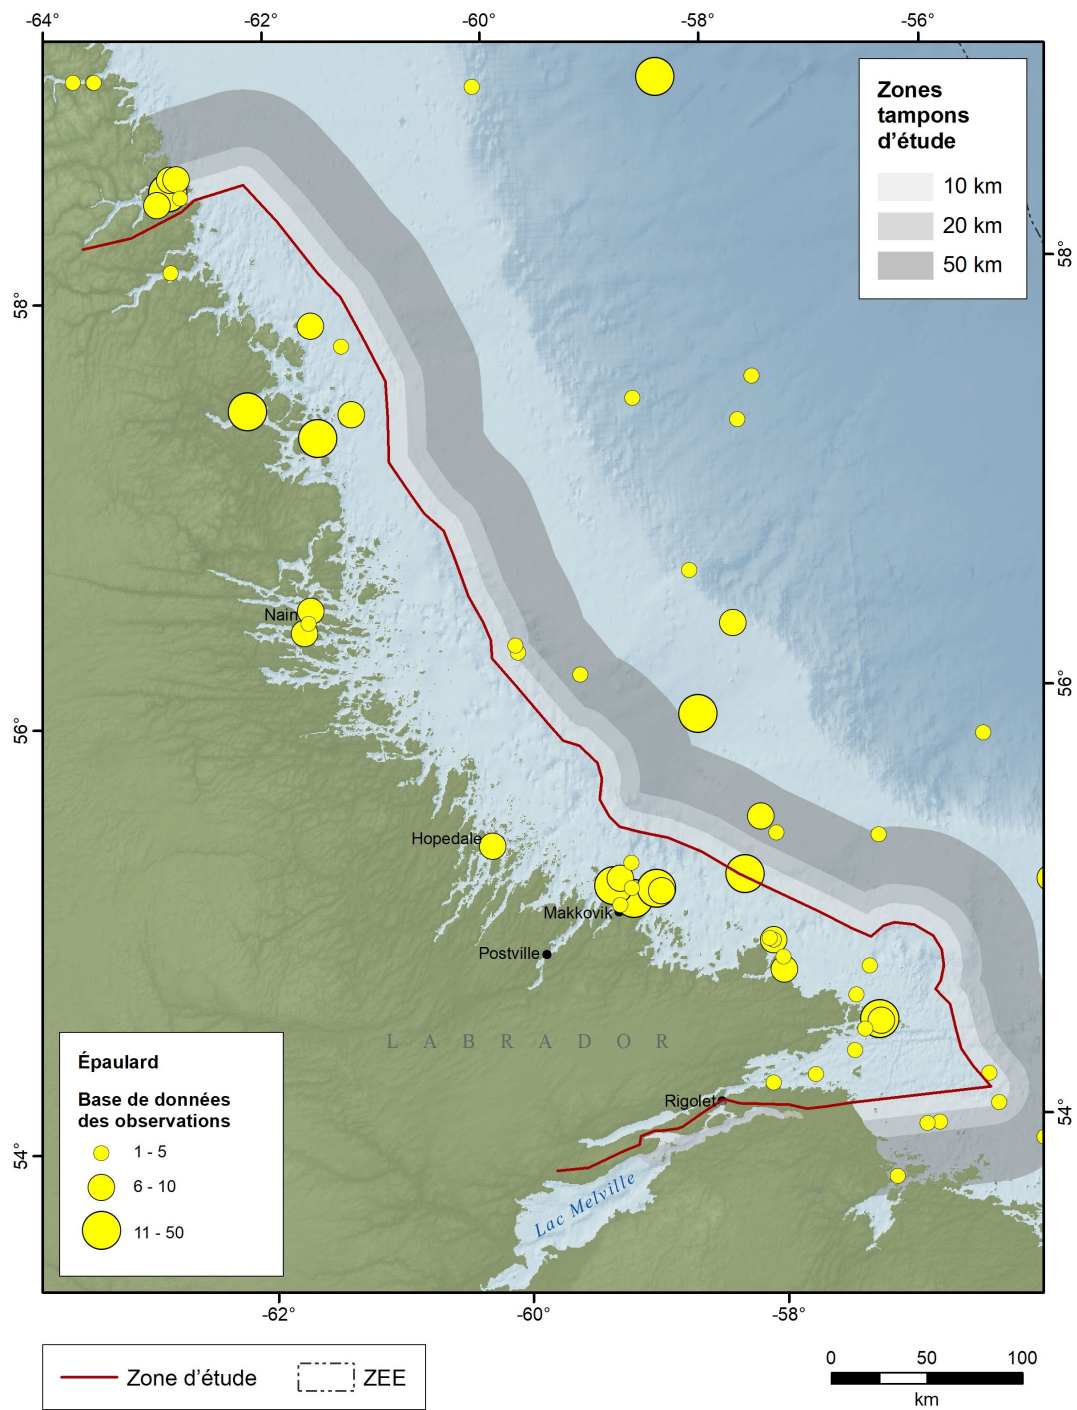 -64°
-62°
-60°
-58°
-56°
Zones
tampons
d'étude
10 km
20 km
50 km
58°
58°
56°
56°
54°
54°
Nain
Hopedale
Makkovik
Postville
LABRADOR
Rigolet
Lac Melville
Épaulard
Base de données
des observations
1 - 5
6 - 10
11 - 50
-62°
-60°
-58°
Zone d'étude
ZEE
0
50
100
km